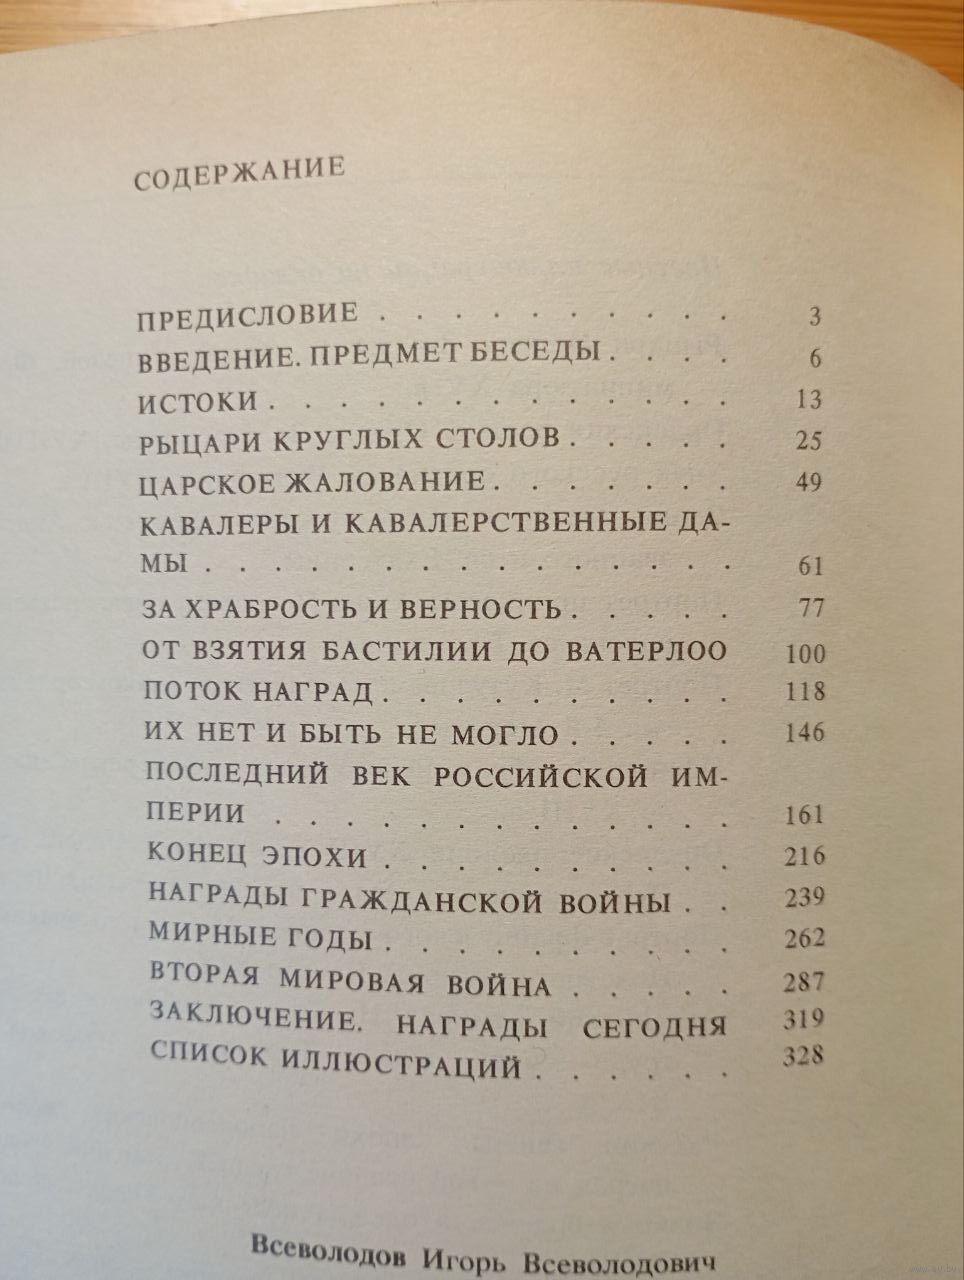 СОДЕРЖАНИЕ
ПРЕДИСЛОВИЕ . . . . . . . . . . 3
ВВЕДЕНИЕ. ПРЕДМЕТ БЕСЕДЫ . . . . 6
ИСТОКИ . . . . . . . . . . . . . 13
РЫЦАРИ КРУГЛЫХ СТОЛОВ . . . . . 25
ЦАРСКОЕ ЖАЛОВАНИЕ . . . . . . . 49
КАВАЛЕРЫ И КАВАЛЕРСТВЕННЫЕ ДА-
МЫ . . . . . . . . . . . . . . . 61
ЗА ХРАБРОСТЬ И ВЕРНОСТЬ . . . . . 77
ОТ ВЗЯТИЯ БАСТИЛИИ ДО ВАТЕРЛОО 100
ПОТОК НАГРАД . . . . . . . . . . 118
ИХ НЕТ И БЫТЬ НЕ МОГЛО . . . . . 146
ПОСЛЕДНИЙ ВЕК РОССИЙСКОЙ ИМ-
ПЕРИИ . . . . . . . . . . . . . 161
КОНЕЦ ЭПОХИ . . . . . . . . . . 216
НАГРАДЫ ГРАЖДАНСКОЙ ВОЙНЫ . . 239
МИРНЫЕ ГОДЫ . . . . . . . . . . 262
ВТОРАЯ МИРОВАЯ ВОЙНА . . . . . 287
ЗАКЛЮЧЕНИЕ. НАГРАДЫ СЕГОДНЯ 319
СПИСОК ИЛЛЮСТРАЦИЙ . . . . . . 328
Всеволодов Игорь Всеволодович